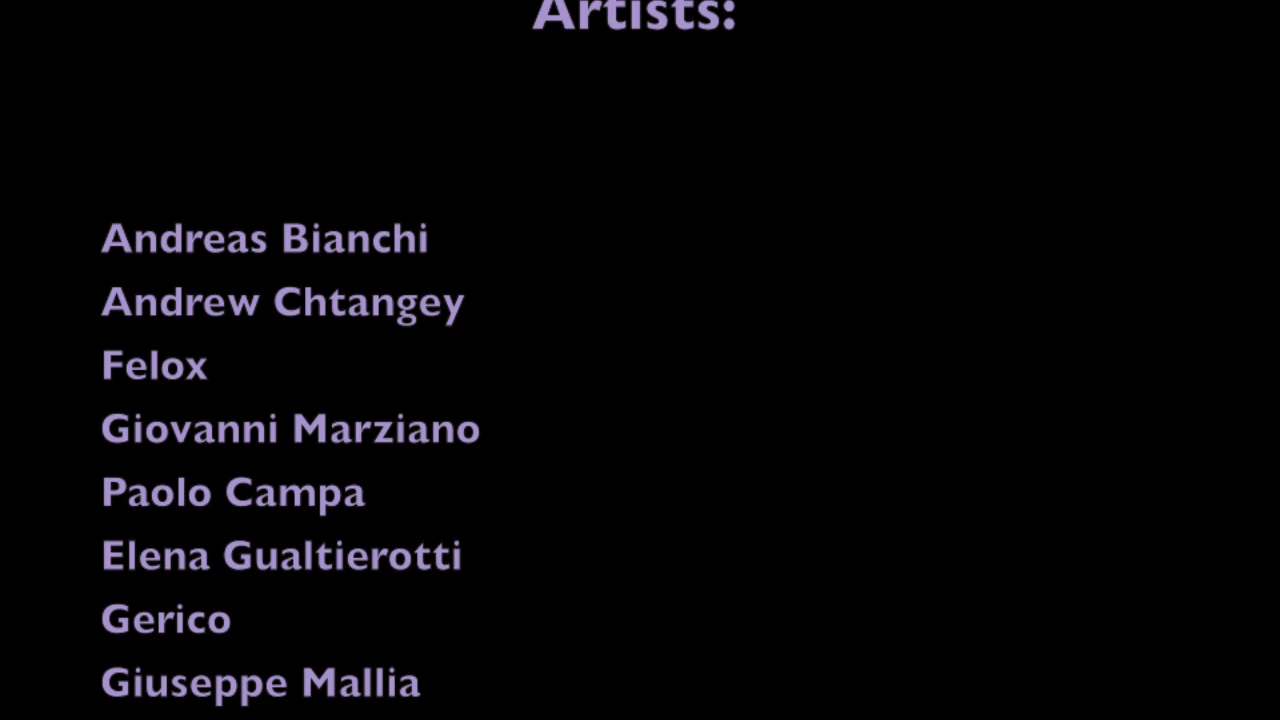 Artists:
Andreas Bianchi
Andrew Chtangey
Felox
Giovanni Marziano
Paolo Campa
Elena Gualtierotti
Gerico
Giuseppe Mallia